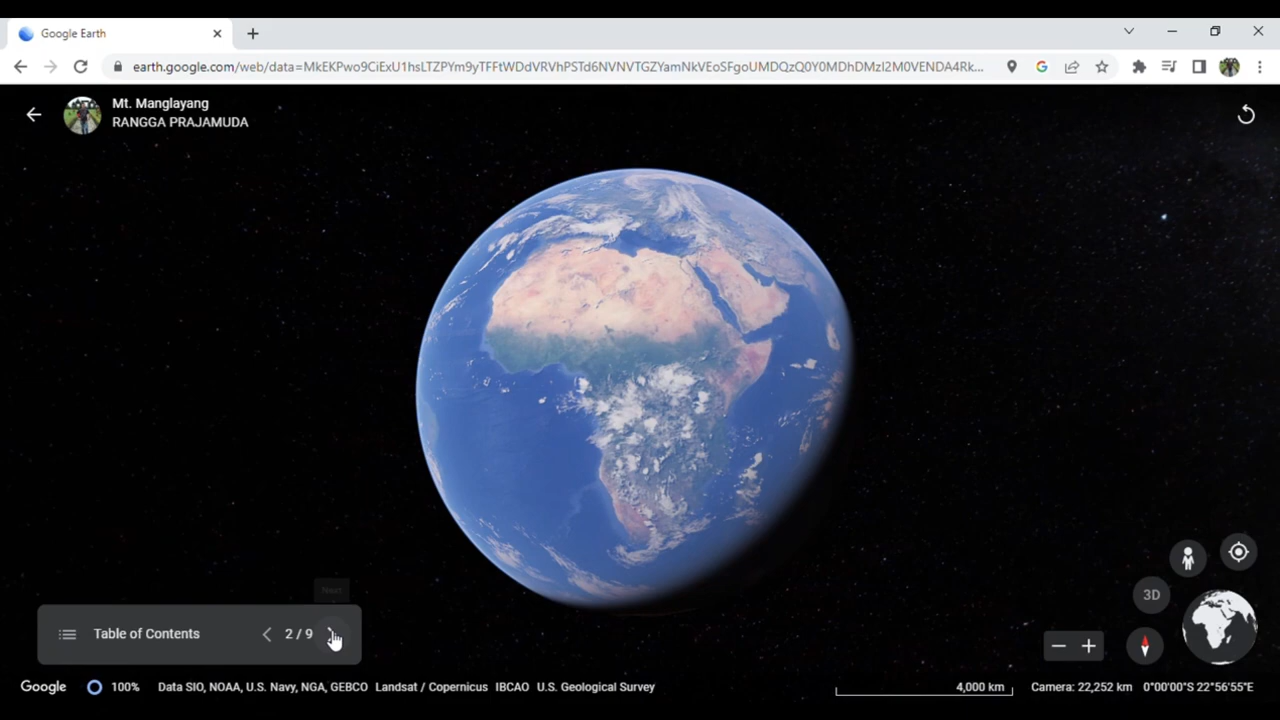 Google Earth
earth.google.com/web/data=MkEKPwo9CiExU1hsLTZPYm9yTFFtWDdVRVhPSTd6NVNVTGZYamNkVEoSFgoUMDQzQ0Y0MDhDMzI2M0VENDA4Rk...
Mt. Manglayang
RANGGA PRAJAMUDA
Next
Table of Contents
2 / 9
3D
Google
100%
Data SIO, NOAA, U.S. Navy, NGA, GEBCO Landsat / Copernicus IBCAO U.S. Geological Survey
4,000 km
Camera: 22,252 km 0°00'00"S 22°56'55"E